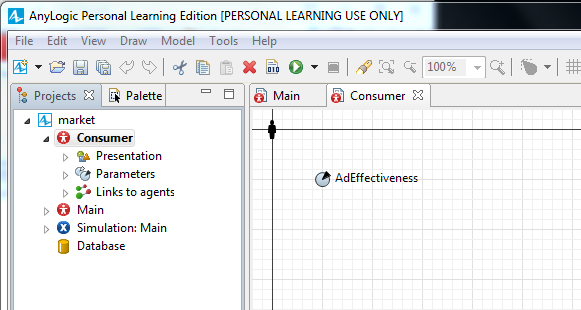 AnyLogic Personal Learning Edition [PERSONAL LEARNING USE ONLY]
File Edit View Draw Model Tools Help
100%
Projects Palette
Main Consumer
market
Consumer
Presentation
Parameters
Links to agents
Main
Simulation: Main
Database
AdEffectiveness